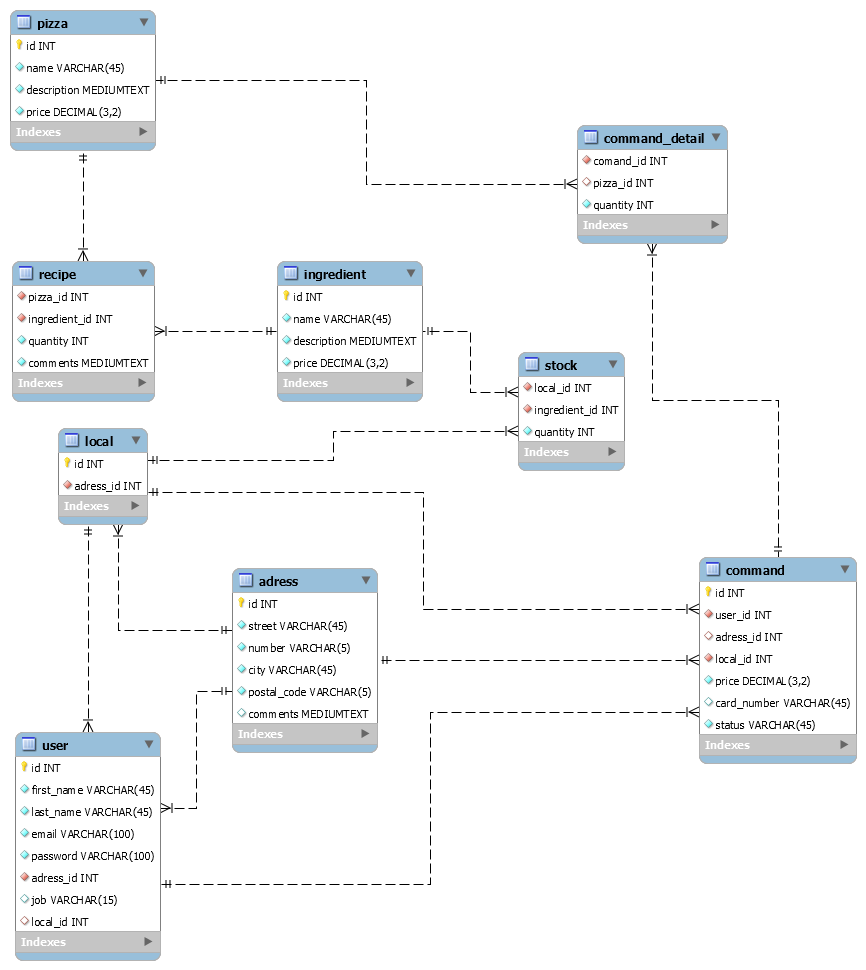 pizza
id INT
name VARCHAR(45)
description MEDIUMTEXT
price DECIMAL(3,2)
Indexes
command_detail
comand_id INT
pizza_id INT
quantity INT
Indexes
recipe
pizza_id INT
ingredient_id INT
quantity INT
comments MEDIUMTEXT
Indexes
ingredient
id INT
name VARCHAR(45)
description MEDIUMTEXT
price DECIMAL(3,2)
Indexes
stock
local_id INT
ingredient_id INT
quantity INT
Indexes
local
id INT
adress_id INT
Indexes
adress
id INT
street VARCHAR(45)
number VARCHAR(5)
city VARCHAR(45)
postal_code VARCHAR(5)
comments MEDIUMTEXT
Indexes
command
id INT
user_id INT
adress_id INT
local_id INT
price DECIMAL(3,2)
card_number VARCHAR(45)
status VARCHAR(45)
Indexes
user
id INT
first_name VARCHAR(45)
last_name VARCHAR(45)
email VARCHAR(100)
password VARCHAR(100)
adress_id INT
job VARCHAR(15)
local_id INT
Indexes